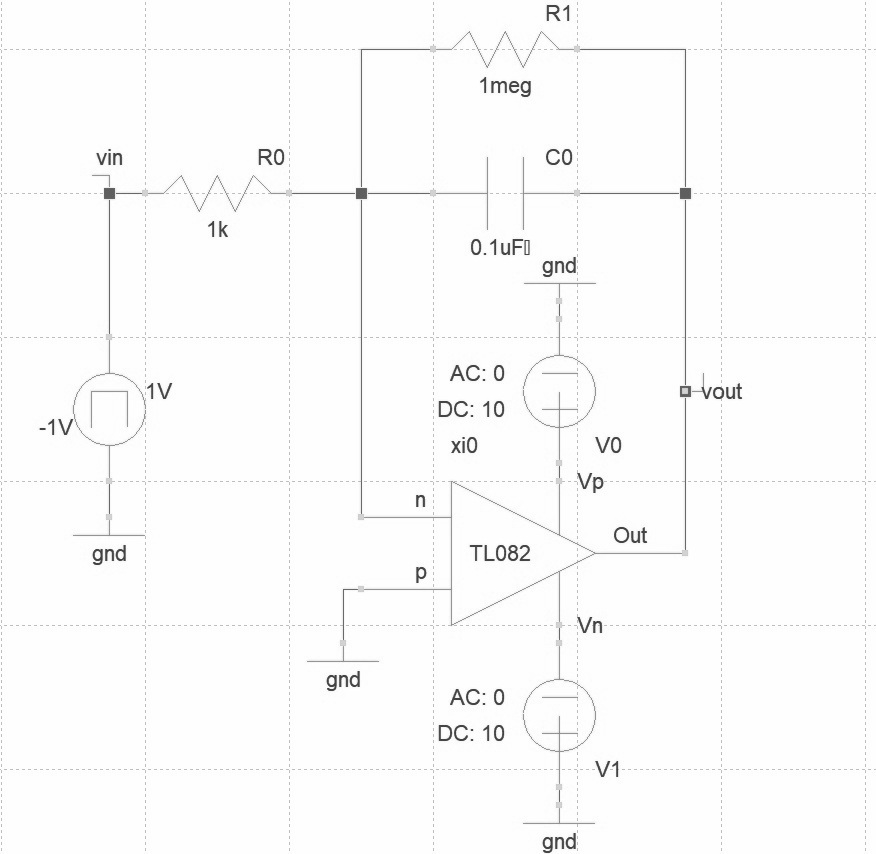 R1
1meg
vin
R0
C0
1k
0.1uF▯
gnd
1V
-1V
AC: 0
DC: 10
vout
xi0
V0
Vp
n
Out
TL082
gnd
p
Vn
gnd
AC: 0
DC: 10
V1
gnd